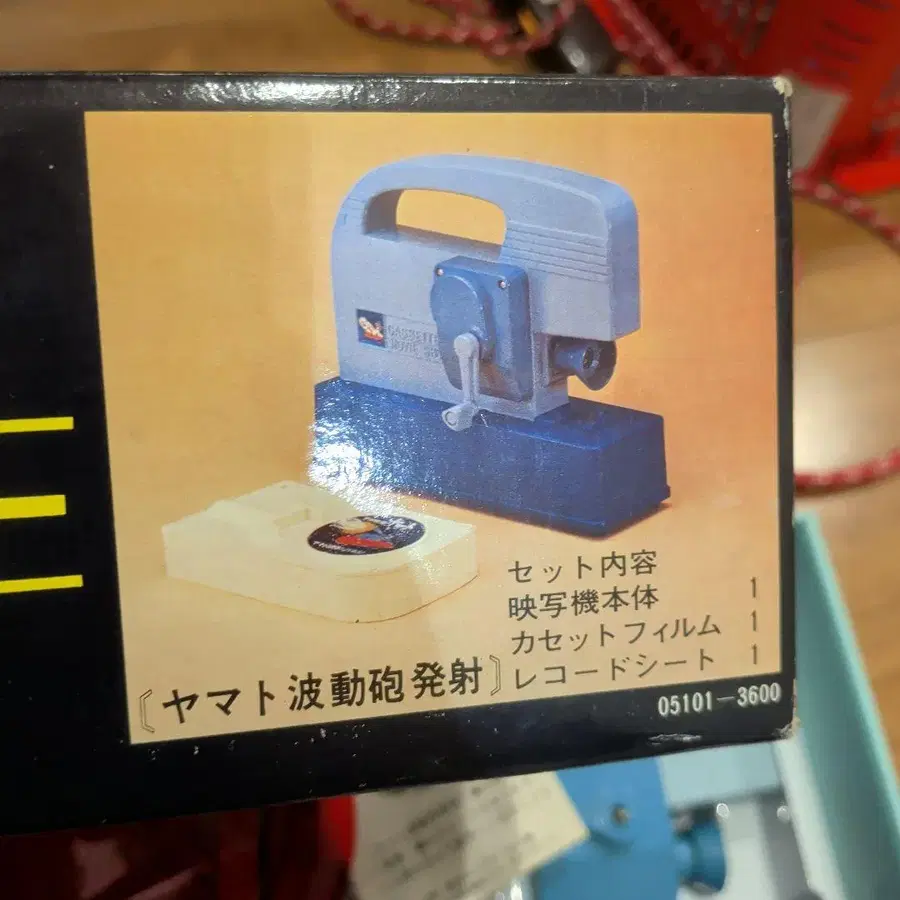 CASSETTE
セット内容
映写機本体 1
カセットフィルム 1
レコードシート 1
〘ヤマト波動砲発射〙
05101-3600